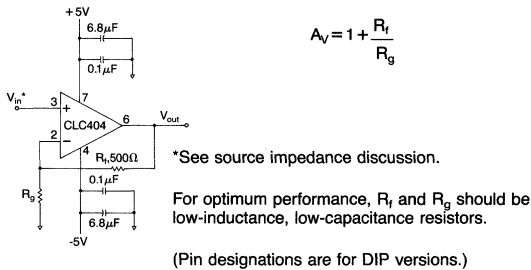 +5V
6.8µF
0.1µF
V_in*
3
+
7
CLC404
6
V_out
2
−
4
R_f,500Ω
0.1µF
R_g
6.8µF
-5V
A_V = 1 + R_f / R_g
*See source impedance discussion.
For optimum performance, R_f and R_g should be
low-inductance, low-capacitance resistors.
(Pin designations are for DIP versions.)